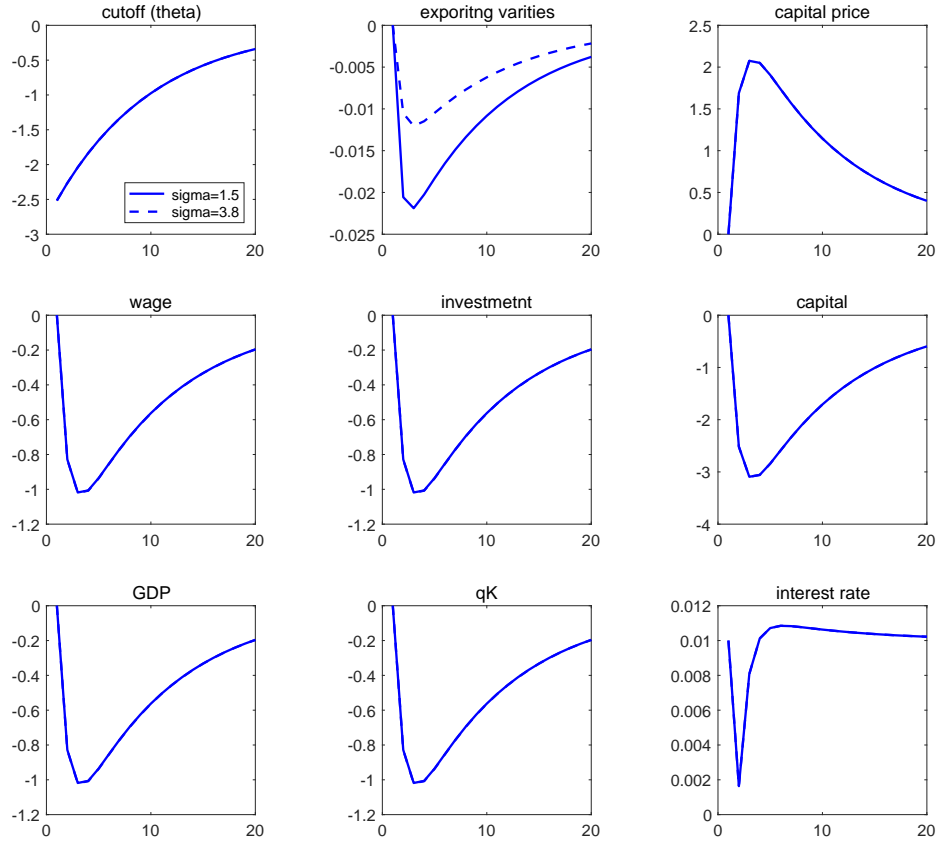 cutoff (theta)
0
-0.5
-1
-1.5
-2
-2.5
-3
0 10 20
sigma=1.5
sigma=3.8
exporitng varities
0
-0.005
-0.01
-0.015
-0.02
-0.025
0 10 20
capital price
2.5
2
1.5
1
0.5
0
0 10 20
wage
0
-0.2
-0.4
-0.6
-0.8
-1
-1.2
0 10 20
investmetnt
0
-0.2
-0.4
-0.6
-0.8
-1
-1.2
0 10 20
capital
0
-1
-2
-3
-4
0 10 20
GDP
0
-0.2
-0.4
-0.6
-0.8
-1
-1.2
0 10 20
qK
0
-0.2
-0.4
-0.6
-0.8
-1
-1.2
0 10 20
interest rate
0.012
0.01
0.008
0.006
0.004
0.002
0
0 10 20